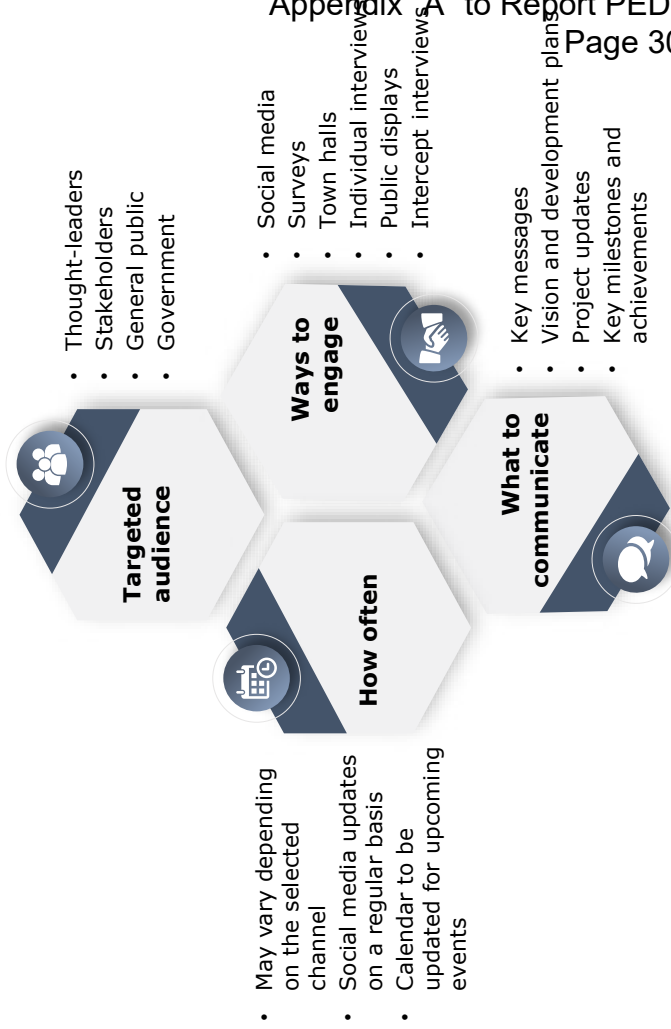 Appendix "A" to Report PED
Page 30
Targeted
audience
• Thought-leaders
• Stakeholders
• General public
• Government
How often
• May vary depending
on the selected
channel
• Social media updates
on a regular basis
• Calendar to be
updated for upcoming
events
Ways to
engage
• Social media
• Surveys
• Town halls
• Individual interviews
• Public displays
• Intercept interviews
What to
communicate
• Key messages
• Vision and development plans
• Project updates
• Key milestones and
achievements